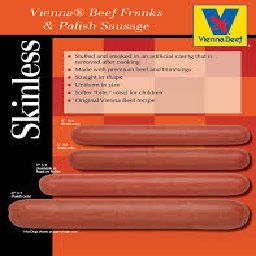 Vienna® Beef Franks
& Polish Sausage
Vienna Beef®
Skinless
• Stuffed and smoked in an artificial casing that is
removed after cooking
• Made with premium beef and trimmings
• Straight in shape
• Uniform in size
• Softer "bite," ideal for children
• Original Vienna Beef recipe